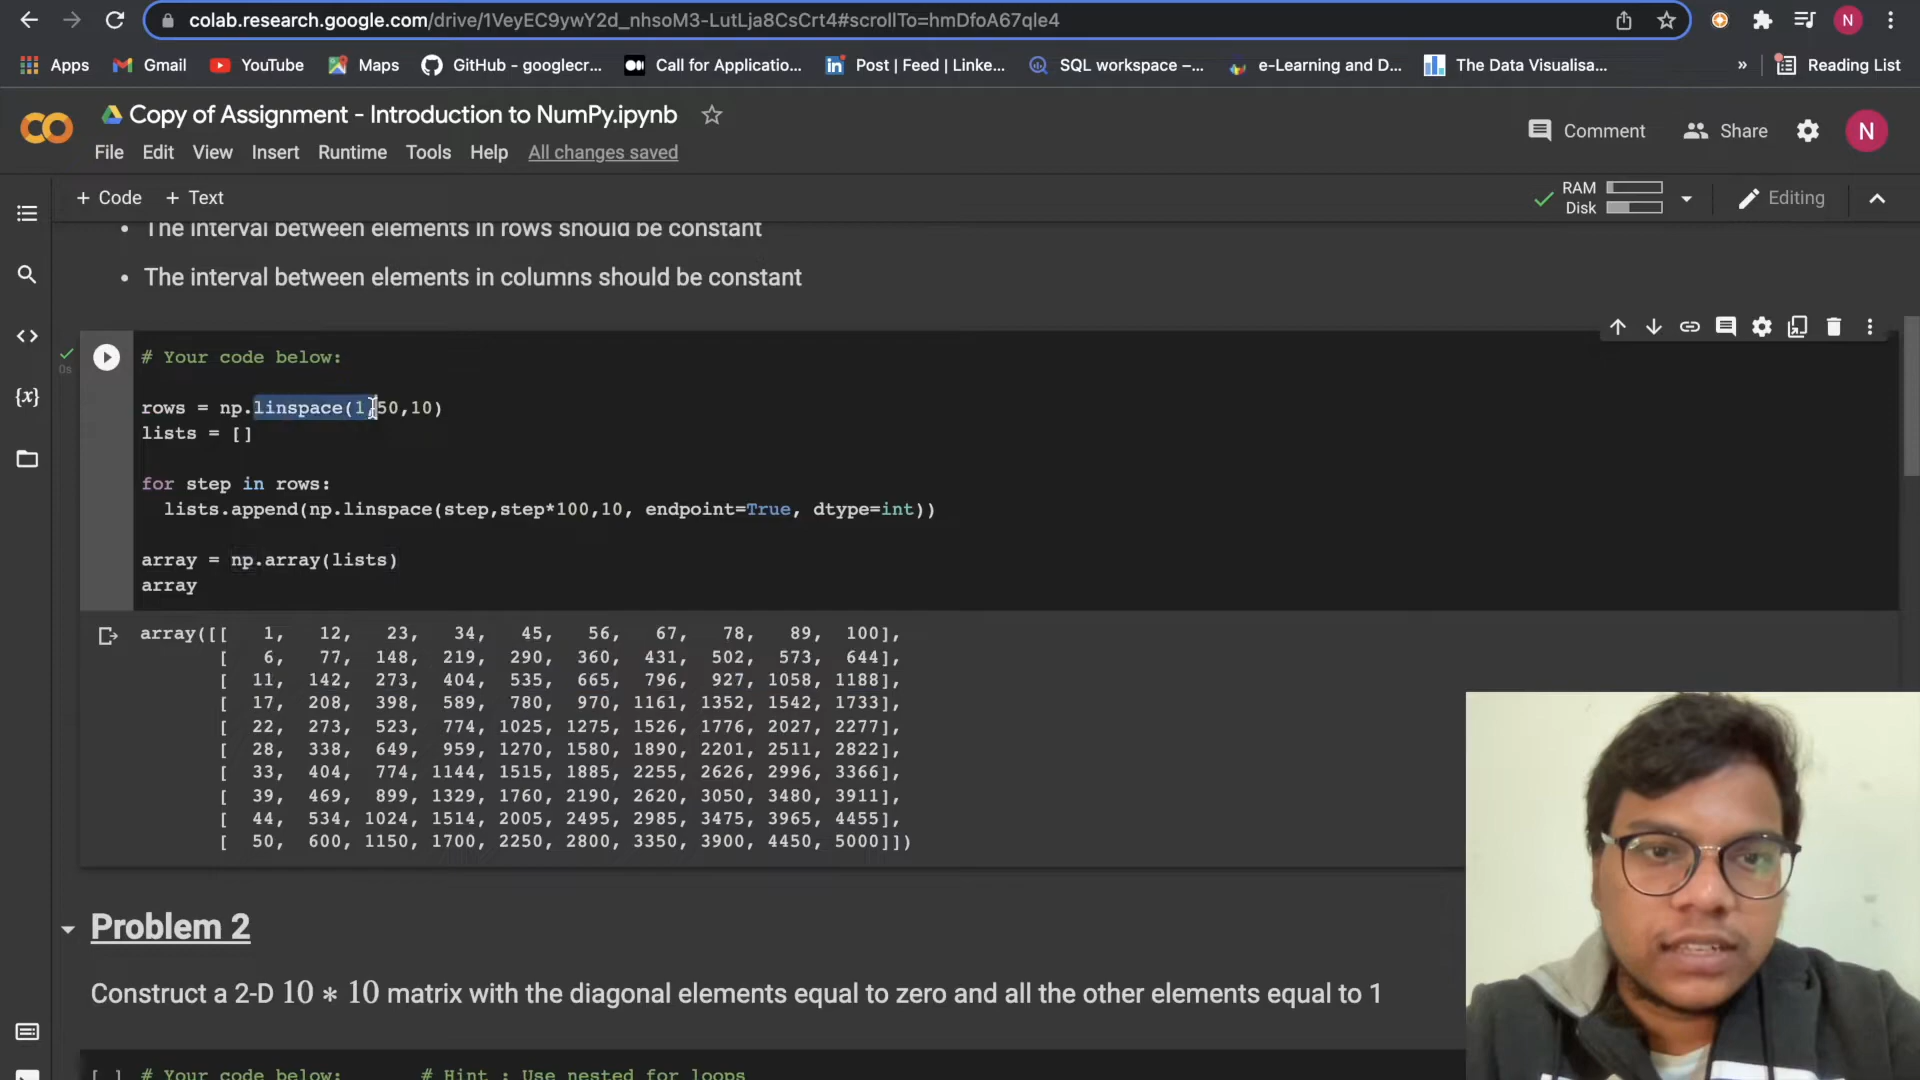 colab.research.google.com/drive/1VeyEC9ywY2d_nhsoM3-LutLja8CsCrt4#scrollTo=hmDfoA67qle4
N
Apps Gmail YouTube Maps GitHub - googlecr... Call for Applicatio... Post | Feed | Linke... SQL workspace –... e-Learning and D... The Data Visualisa... » Reading List
Copy of Assignment - Introduction to NumPy.ipynb
Comment Share N
File Edit View Insert Runtime Tools Help All changes saved
+ Code + Text
RAM
Disk
Editing
• The interval between elements in rows should be constant
• The interval between elements in columns should be constant
{x}
0s
# Your code below:
rows = np.linspace(1,50,10)
lists = []
for step in rows:
lists.append(np.linspace(step,step*100,10, endpoint=True, dtype=int))
array = np.array(lists)
array
array([[ 1, 12, 23, 34, 45, 56, 67, 78, 89, 100],
[ 6, 77, 148, 219, 290, 360, 431, 502, 573, 644],
[ 11, 142, 273, 404, 535, 665, 796, 927, 1058, 1188],
[ 17, 208, 398, 589, 780, 970, 1161, 1352, 1542, 1733],
[ 22, 273, 523, 774, 1025, 1275, 1526, 1776, 2027, 2277],
[ 28, 338, 649, 959, 1270, 1580, 1890, 2201, 2511, 2822],
[ 33, 404, 774, 1144, 1515, 1885, 2255, 2626, 2996, 3366],
[ 39, 469, 899, 1329, 1760, 2190, 2620, 3050, 3480, 3911],
[ 44, 534, 1024, 1514, 2005, 2495, 2985, 3475, 3965, 4455],
[ 50, 600, 1150, 1700, 2250, 2800, 3350, 3900, 4450, 5000]])
Problem 2
Construct a 2-D 10 * 10 matrix with the diagonal elements equal to zero and all the other elements equal to 1
[ ] # Your code below: # Hint : Use nested for loops